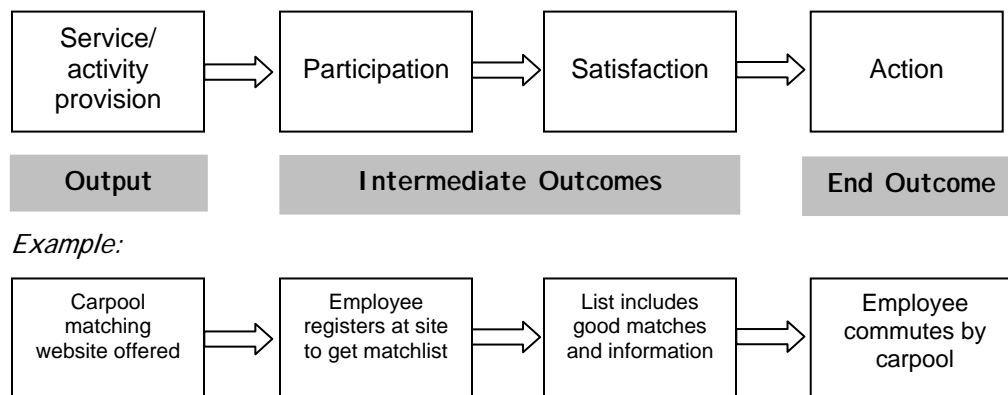 Service/
activity
provision
Participation
Satisfaction
Action
Output
Intermediate Outcomes
End Outcome
Example:
Carpool
matching
website offered
Employee
registers at site
to get matchlist
List includes
good matches
and information
Employee
commutes by
carpool